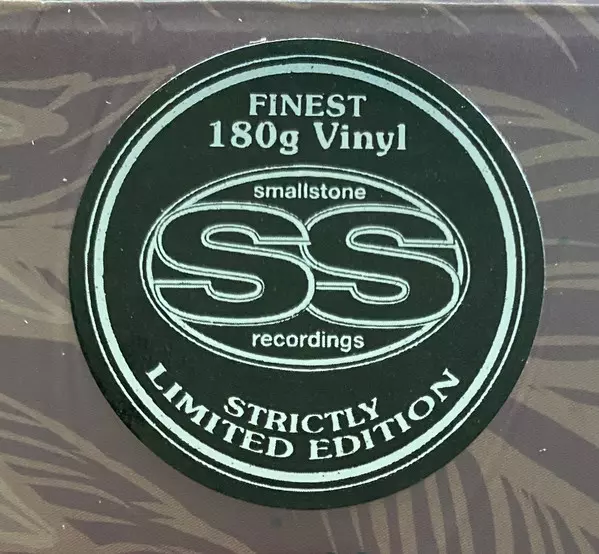 FINEST
180g Vinyl
smallstone
SS
recordings
STRICTLY
LIMITED EDITION